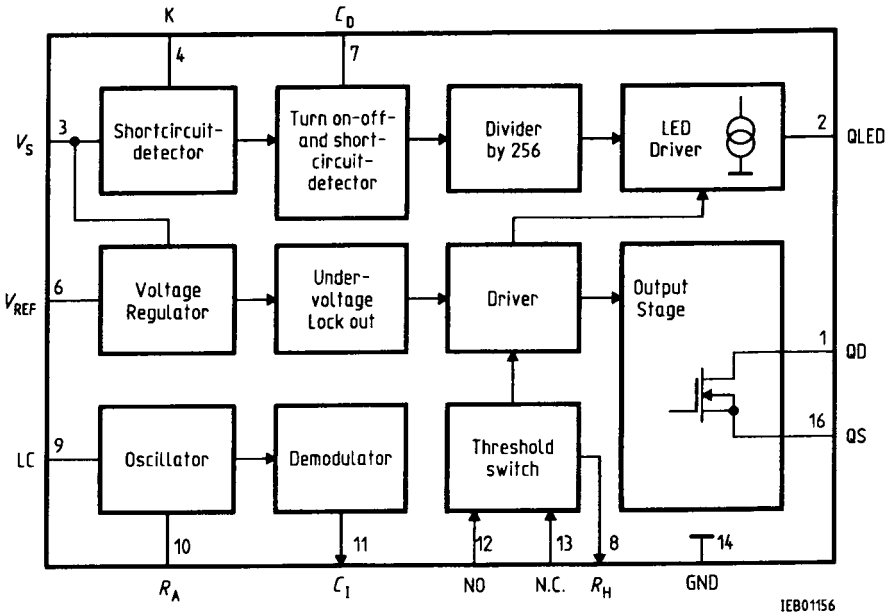 K
C_D
4
7
V_S
3
Shortcircuit-
detector
Turn on-off-
and short-
circuit-
detector
Divider
by 256
LED
Driver
2
QLED
V_REF
6
Voltage
Regulator
Under-
voltage
Lock out
Driver
Output
Stage
1
QD
16
QS
LC
9
Oscillator
Demodulator
Threshold
switch
10
11
12
13
8
14
R_A
C_I
NO
N.C.
R_H
GND
IEB01156